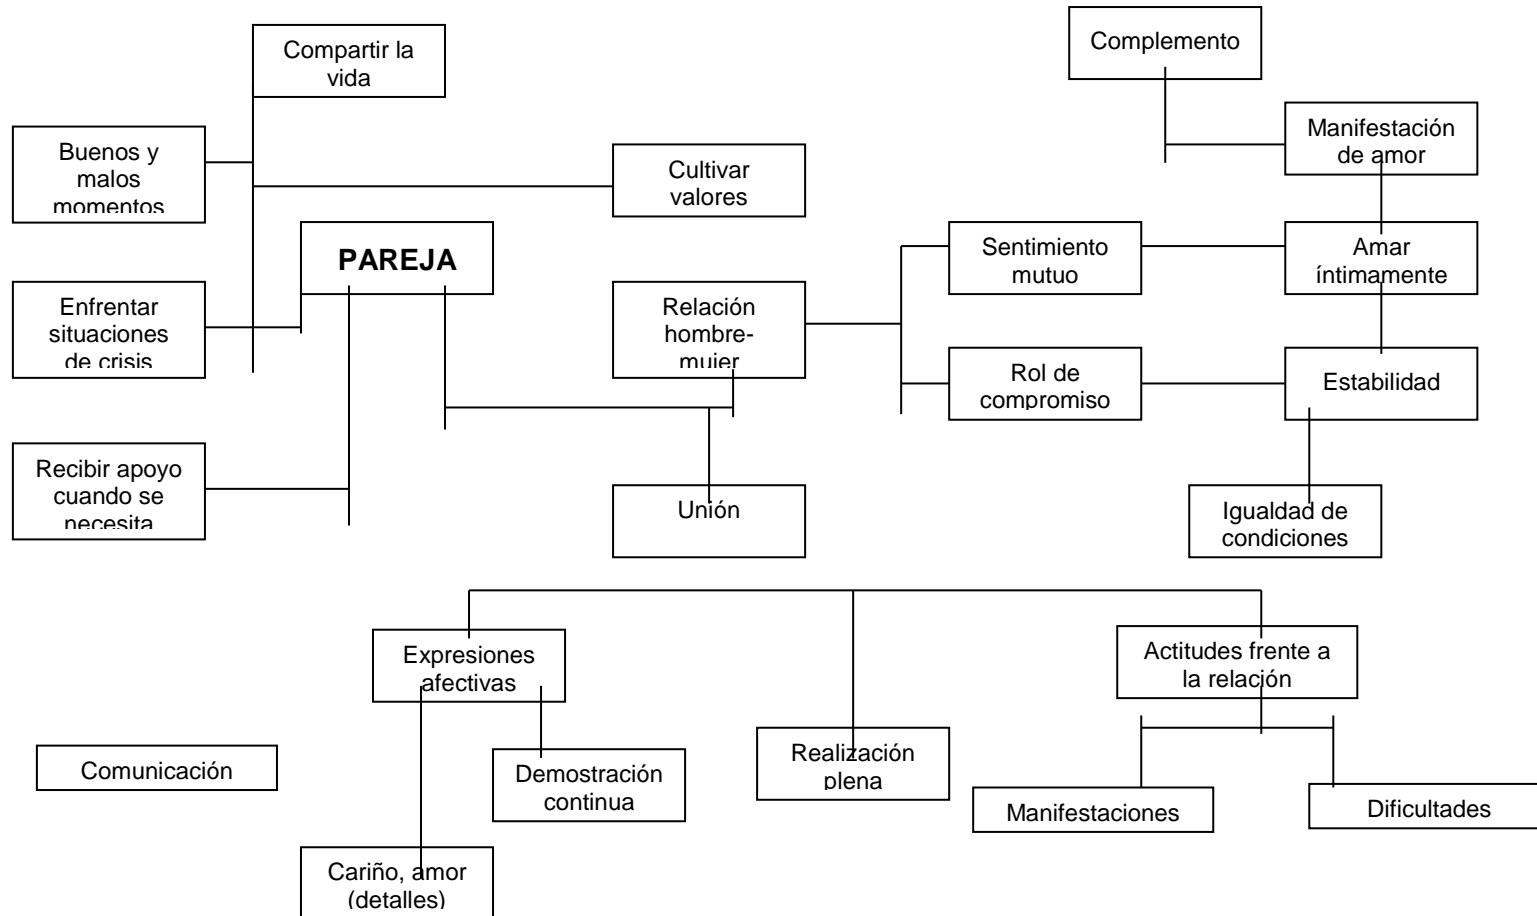 Compartir la
vida
Complemento
Manifestación
de amor
Buenos y
malos
momentos
Cultivar
valores
PAREJA
Sentimiento
mutuo
Amar
íntimamente
Enfrentar
situaciones
de crisis
Relación
hombre-
mujer
Rol de
compromiso
Estabilidad
Recibir apoyo
cuando se
necesita
Unión
Igualdad de
condiciones
Expresiones
afectivas
Actitudes frente a
la relación
Comunicación
Demostración
continua
Realización
plena
Manifestaciones
Dificultades
Cariño, amor
(detalles)